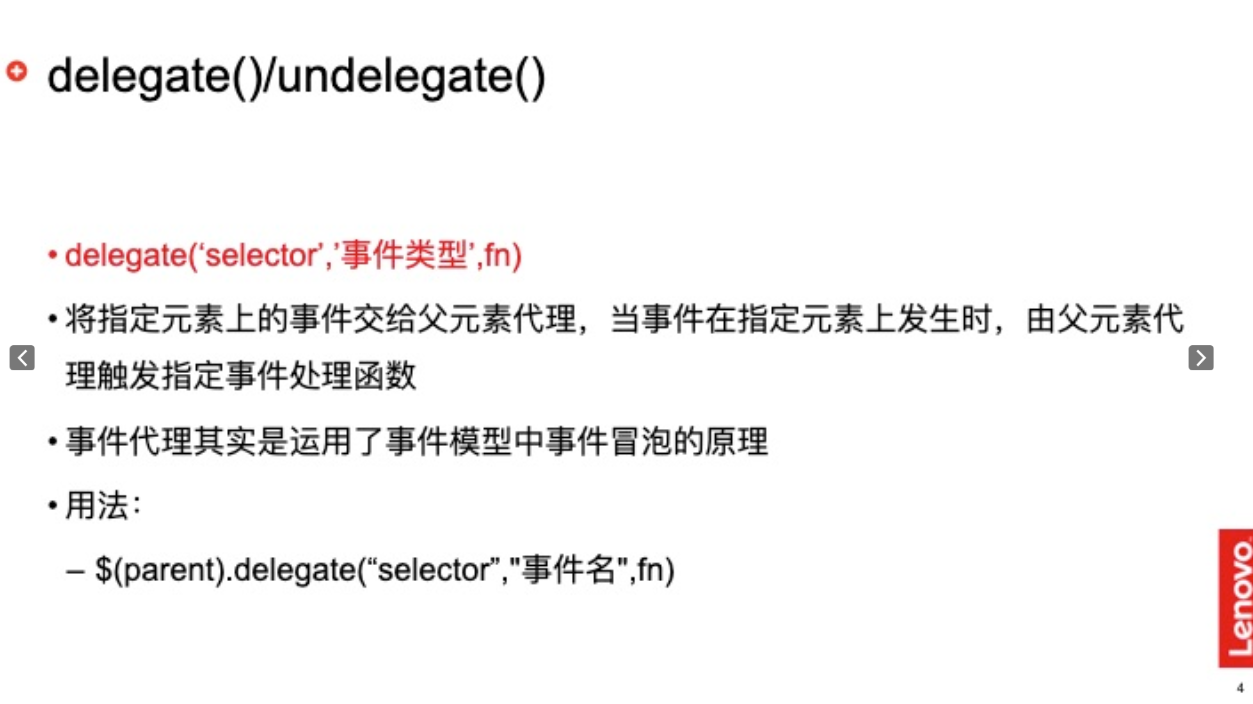 delegate()/undelegate()
• delegate(‘selector’,’事件类型’,fn)
• 将指定元素上的事件交给父元素代理，当事件在指定元素上发生时，由父元素代
理触发指定事件处理函数
• 事件代理其实是运用了事件模型中事件冒泡的原理
• 用法：
– $(parent).delegate(“selector”,"事件名",fn)
Lenovo
4